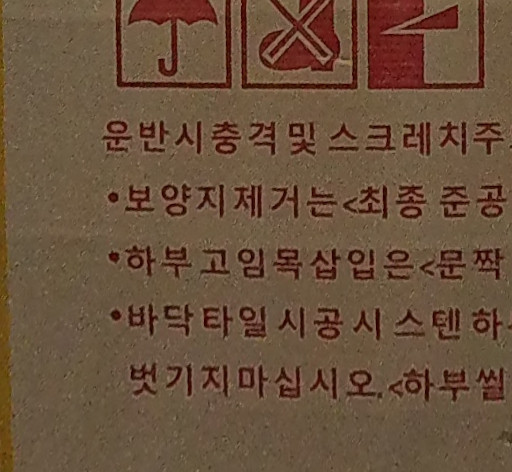 운반시충격및 스크레치주
•보양지제거는<최종 준공
•하부고임목삽입은<문짝
•바닥타일시공시 스텐하
벗기지마십시오.<하부씰